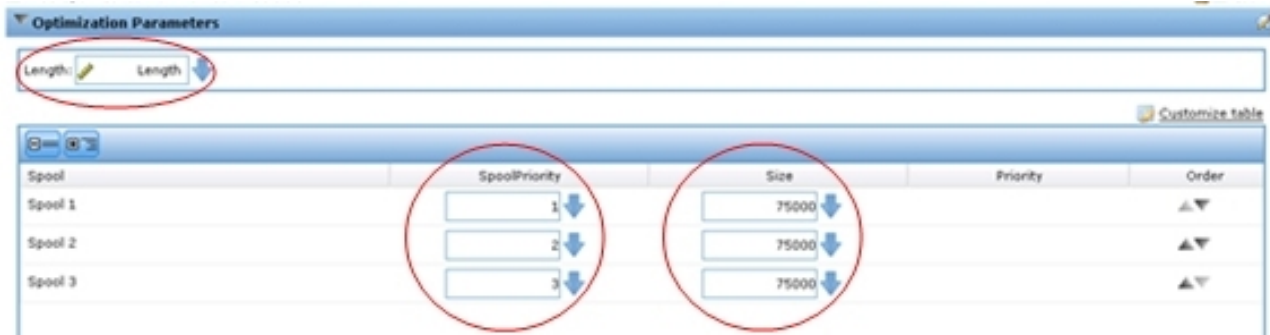 Optimization Parameters
Length: Length
Customize table
Spool SpoolPriority Size Priority Order
Spool 1 1 75000
Spool 2 2 75000
Spool 3 3 75000